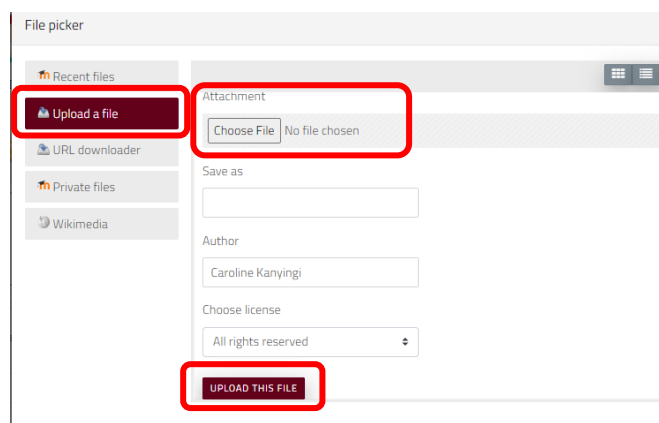 File picker
Recent files
Upload a file
URL downloader
Private files
Wikimedia
Attachment
Choose File No file chosen
Save as
Author
Caroline Kanyingi
Choose license
All rights reserved
UPLOAD THIS FILE